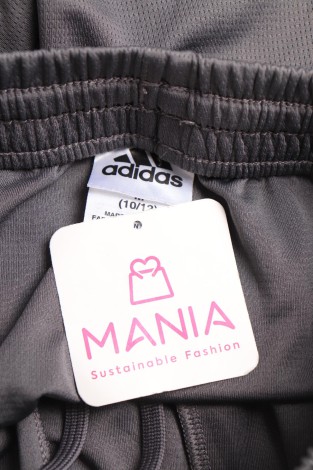 adidas
M
(10/12)
MANIA
Sustainable Fashion